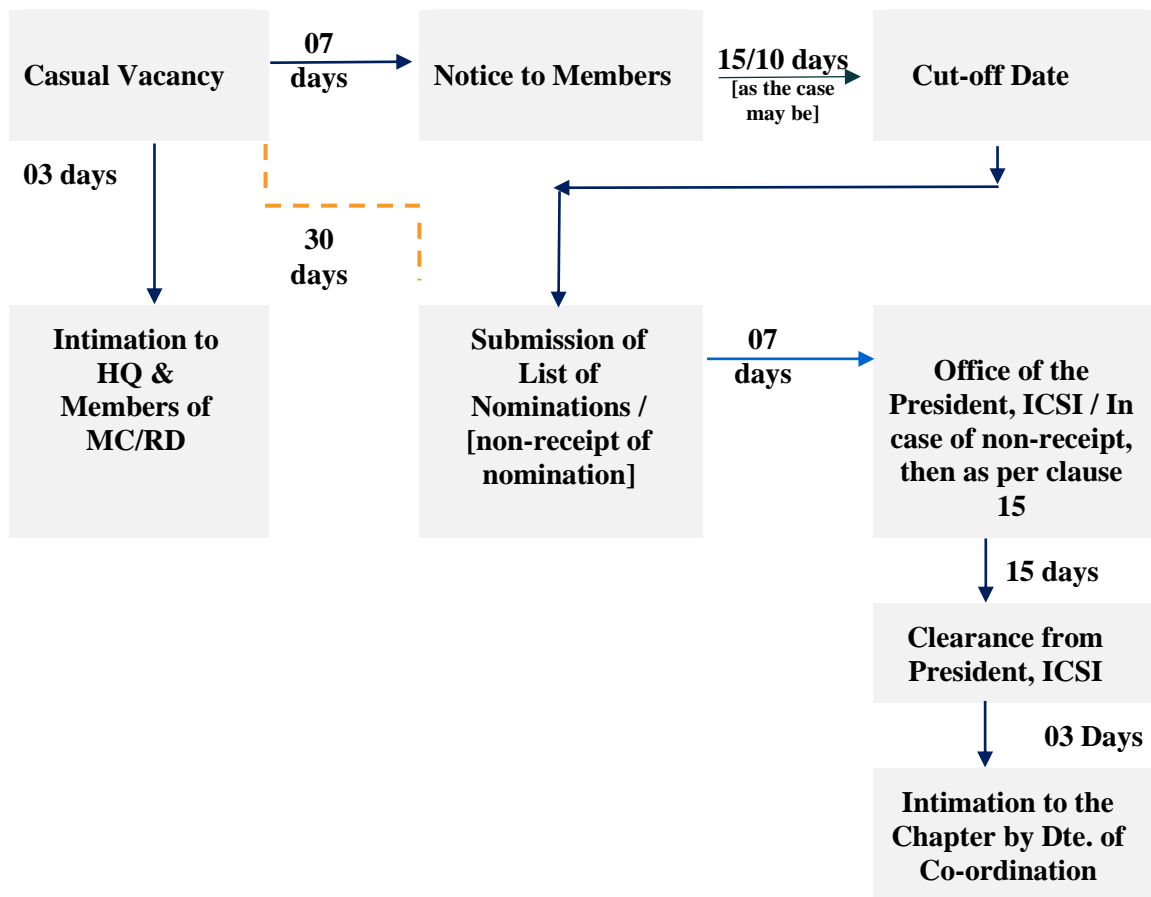 Casual Vacancy
07
days
Notice to Members
15/10 days
[as the case
may be]
Cut-off Date
03 days
30
days
Intimation to
HQ &
Members of
MC/RD
Submission of
List of
Nominations /
[non-receipt of
nomination]
07
days
Office of the
President, ICSI / In
case of non-receipt,
then as per clause
15
15 days
Clearance from
President, ICSI
03 Days
Intimation to the
Chapter by Dte. of
Co-ordination